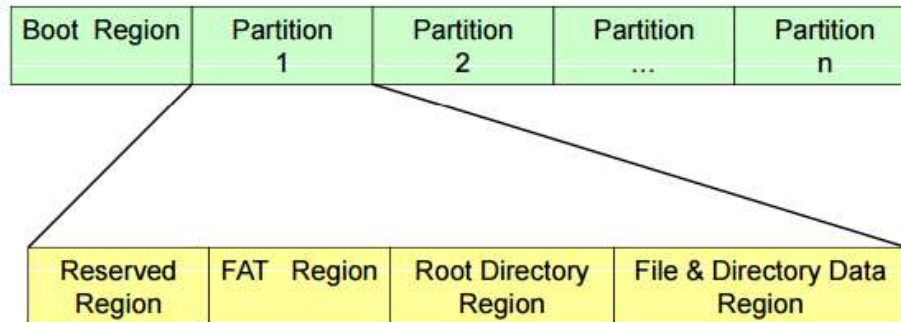 Boot Region
Partition
1
Partition
2
Partition
...
Partition
n
Reserved
Region
FAT Region
Root Directory
Region
File & Directory Data
Region